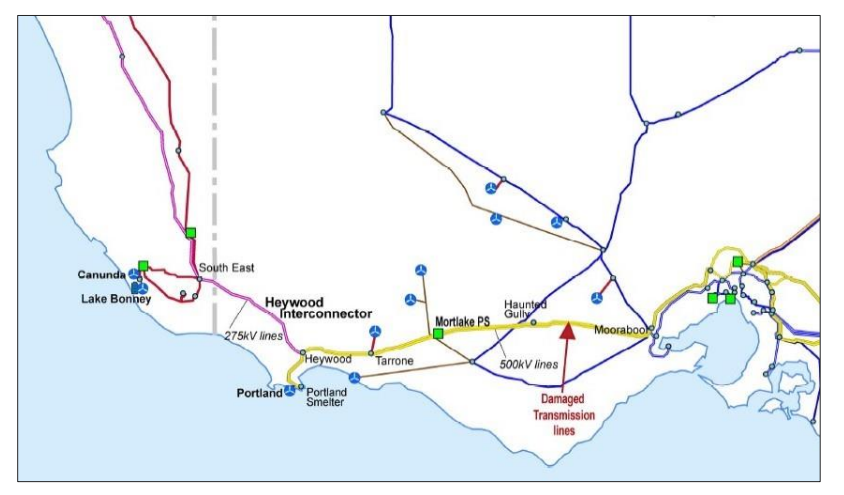 Canunda
Lake Bonney
South East
Heywood
Interconnector
275kV lines
Heywood
Portland
Portland
Smelter
Tarrone
Mortlake PS
Haunted
Gully
500kV lines
Moorabool
Damaged
Transmission
lines